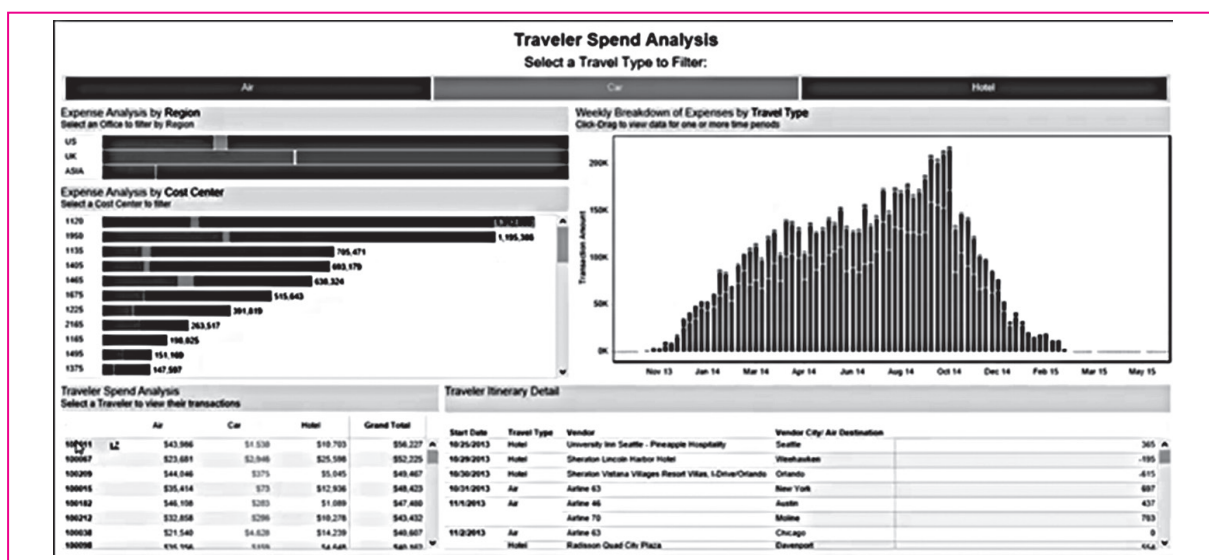 Traveler Spend Analysis
Select a Travel Type to Filter:
Air Car Hotel
Expense Analysis by Region
Select an Office to filter by Region
US
UK
ASIA
Expense Analysis by Cost Center
Select a Cost Center to filter
1120
1950 1,195,386
1135 705,471
1405 693,179
1465 638,324
1675 515,643
1225 391,819
2165 263,517
1165 198,025
1495 151,169
1375 147,597
Weekly Breakdown of Expenses by Travel Type
Click-Drag to view data for one or more time periods
Transaction Amount
200K
150K
100K
50K
0K
Nov 13 Jan 14 Mar 14 Apr 14 Jun 14 Aug 14 Oct 14 Dec 14 Feb 15 Mar 15 May 15
Traveler Spend Analysis
Select a Traveler to view their transactions
Air Car Hotel Grand Total
$43,986 $1,538 $10,703 $56,227
100067 $23,681 $2,946 $25,598 $52,225
100209 $44,046 $375 $5,045 $49,467
100015 $35,414 $73 $12,936 $48,423
100182 $46,108 $283 $1,089 $47,480
100212 $32,858 $296 $10,278 $43,432
100038 $21,540 $4,828 $14,239 $40,607
100098
Traveler Itinerary Detail
Start Date Travel Type Vendor Vendor City/ Air Destination
10/25/2013 Hotel University Inn Seattle - Pineapple Hospitality Seattle 365
10/29/2013 Hotel Sheraton Lincoln Harbor Hotel Weehauken -195
10/30/2013 Hotel Sheraton Vistana Villages Resort Villas, I-Drive/Orlando Orlando -615
10/31/2013 Air Airline 63 New York 697
11/1/2013 Air Airline 46 Austin 437
Airline 70 Moline 703
11/2/2013 Air Airline 63 Chicago 0
Hotel Radisson Quad City Plaza Davenport 554